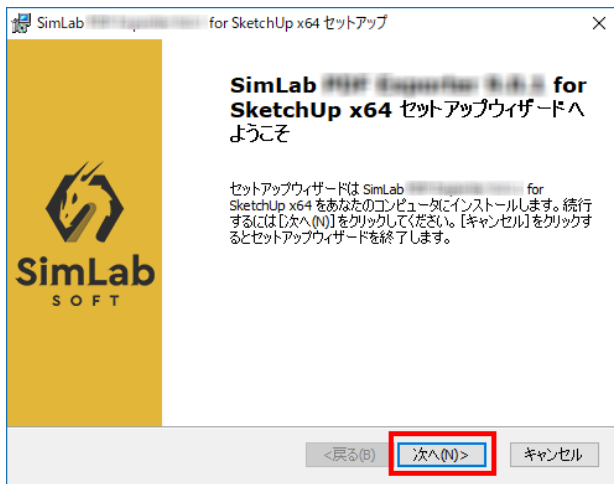 SimLab for SketchUp x64 セットアップ
SimLab for
SketchUp x64 セットアップウィザードへ
ようこそ
セットアップウィザードは SimLab for
SketchUp x64 をあなたのコンピュータにインストールします。続行
するには［次へ(N)］をクリックしてください。［キャンセル］をクリックす
るとセットアップウィザードを終了します。
SimLab
SOFT
<戻る(B) 次へ(N)> キャンセル